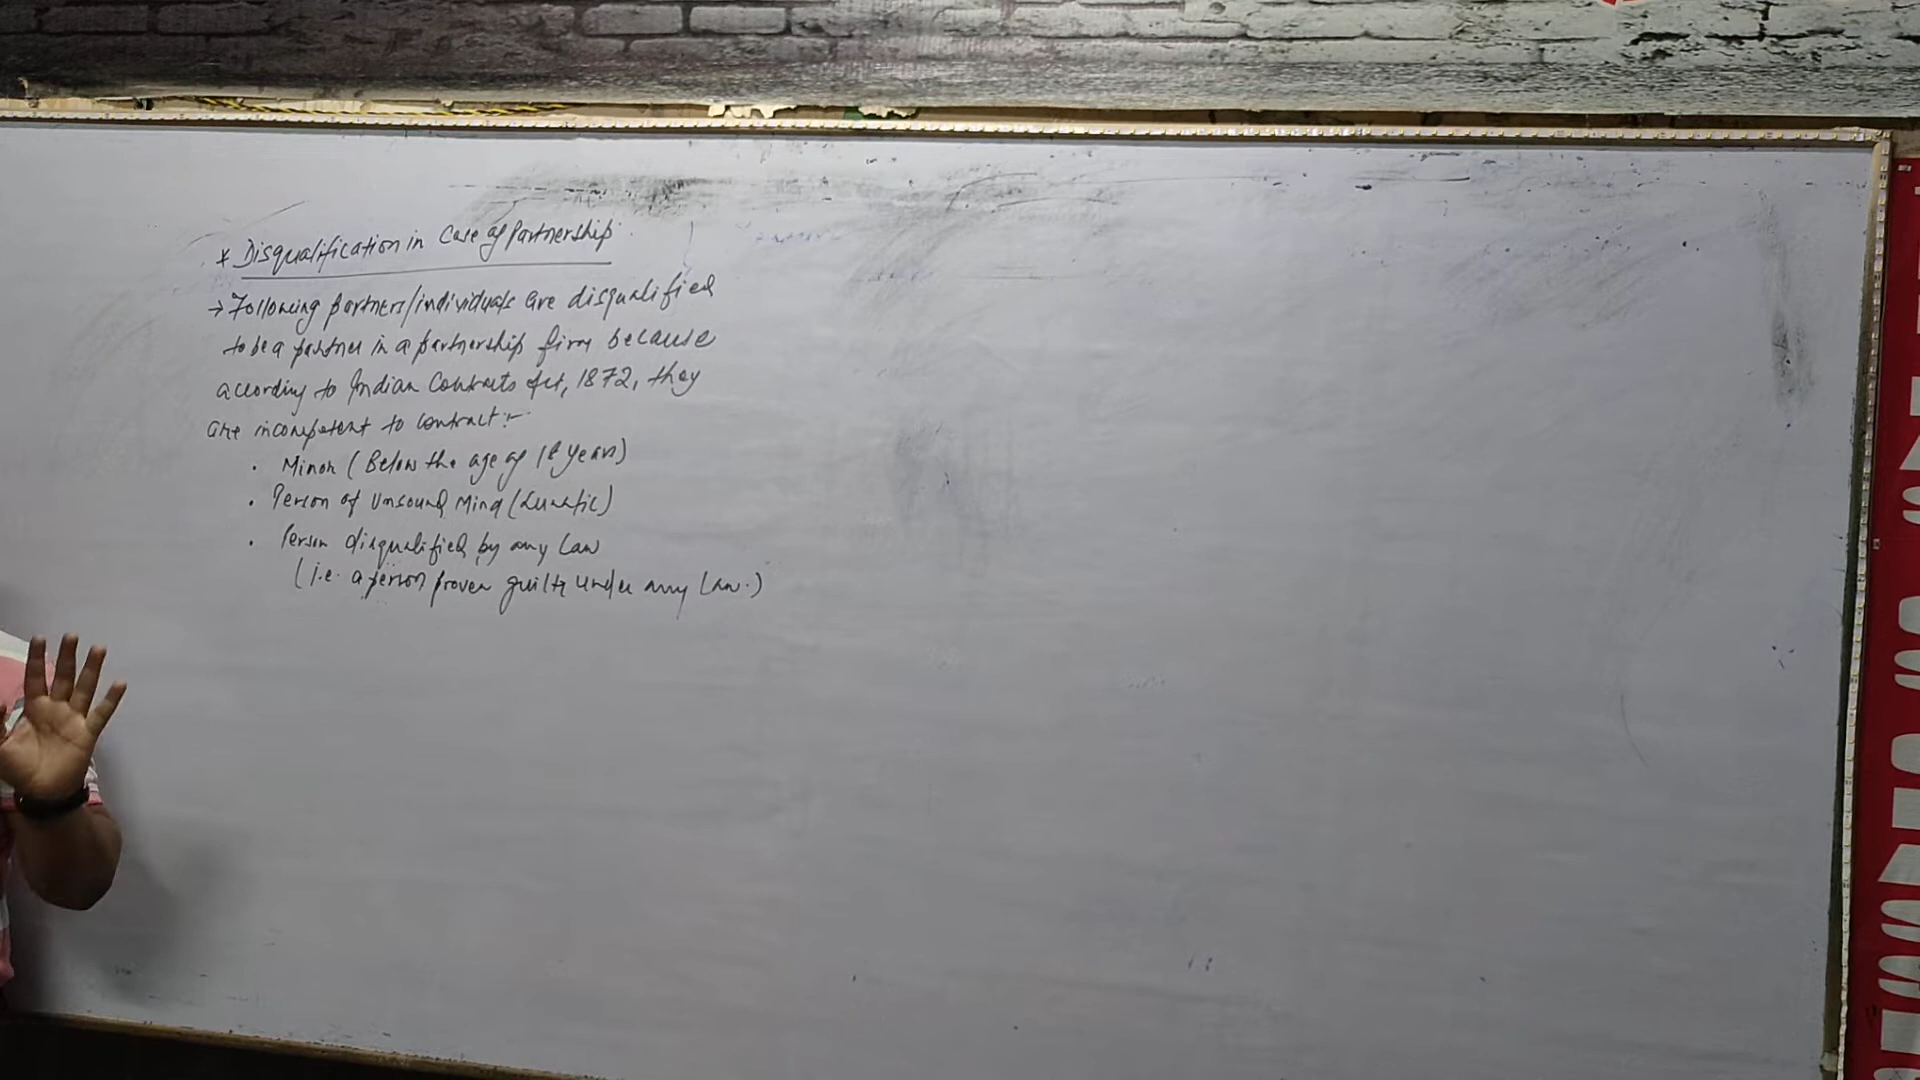 * Disqualification in Case of Partnership
→ Following partners/individuals are disqualified
to be a partner in a partnership firm because
according to Indian Contracts Act, 1872, they
are incompetent to contract:-
• Minor (Below the age of 18 years)
• Person of Unsound Mind (Lunatic)
• Person disqualified by any Law
(i.e. a person proven guilty under any Law.)